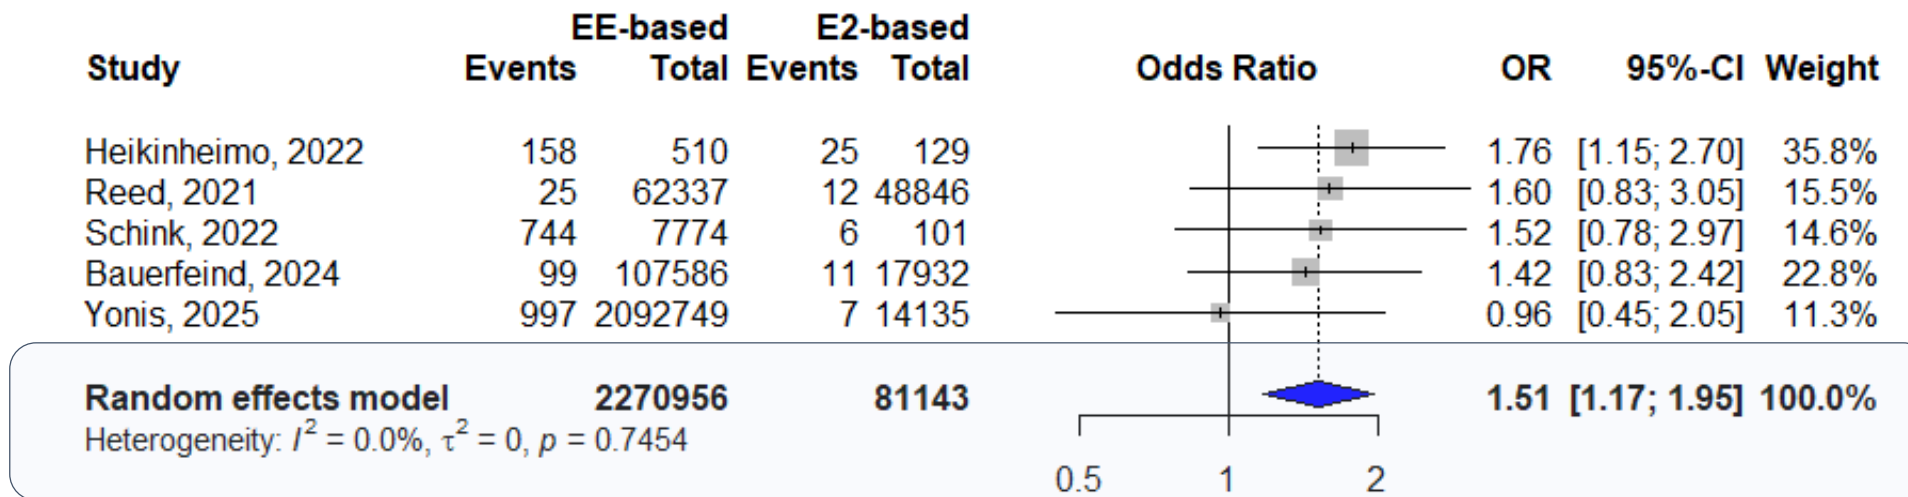 EE-based E2-based
Study Events Total Events Total Odds Ratio OR 95%-CI Weight
Heikinheimo, 2022 158 510 25 129 1.76 [1.15; 2.70] 35.8%
Reed, 2021 25 62337 12 48846 1.60 [0.83; 3.05] 15.5%
Schink, 2022 744 7774 6 101 1.52 [0.78; 2.97] 14.6%
Bauerfeind, 2024 99 107586 11 17932 1.42 [0.83; 2.42] 22.8%
Yonis, 2025 997 2092749 7 14135 0.96 [0.45; 2.05] 11.3%
Random effects model 2270956 81143 1.51 [1.17; 1.95] 100.0%
Heterogeneity: I² = 0.0%, τ² = 0, p = 0.7454
0.5 1 2